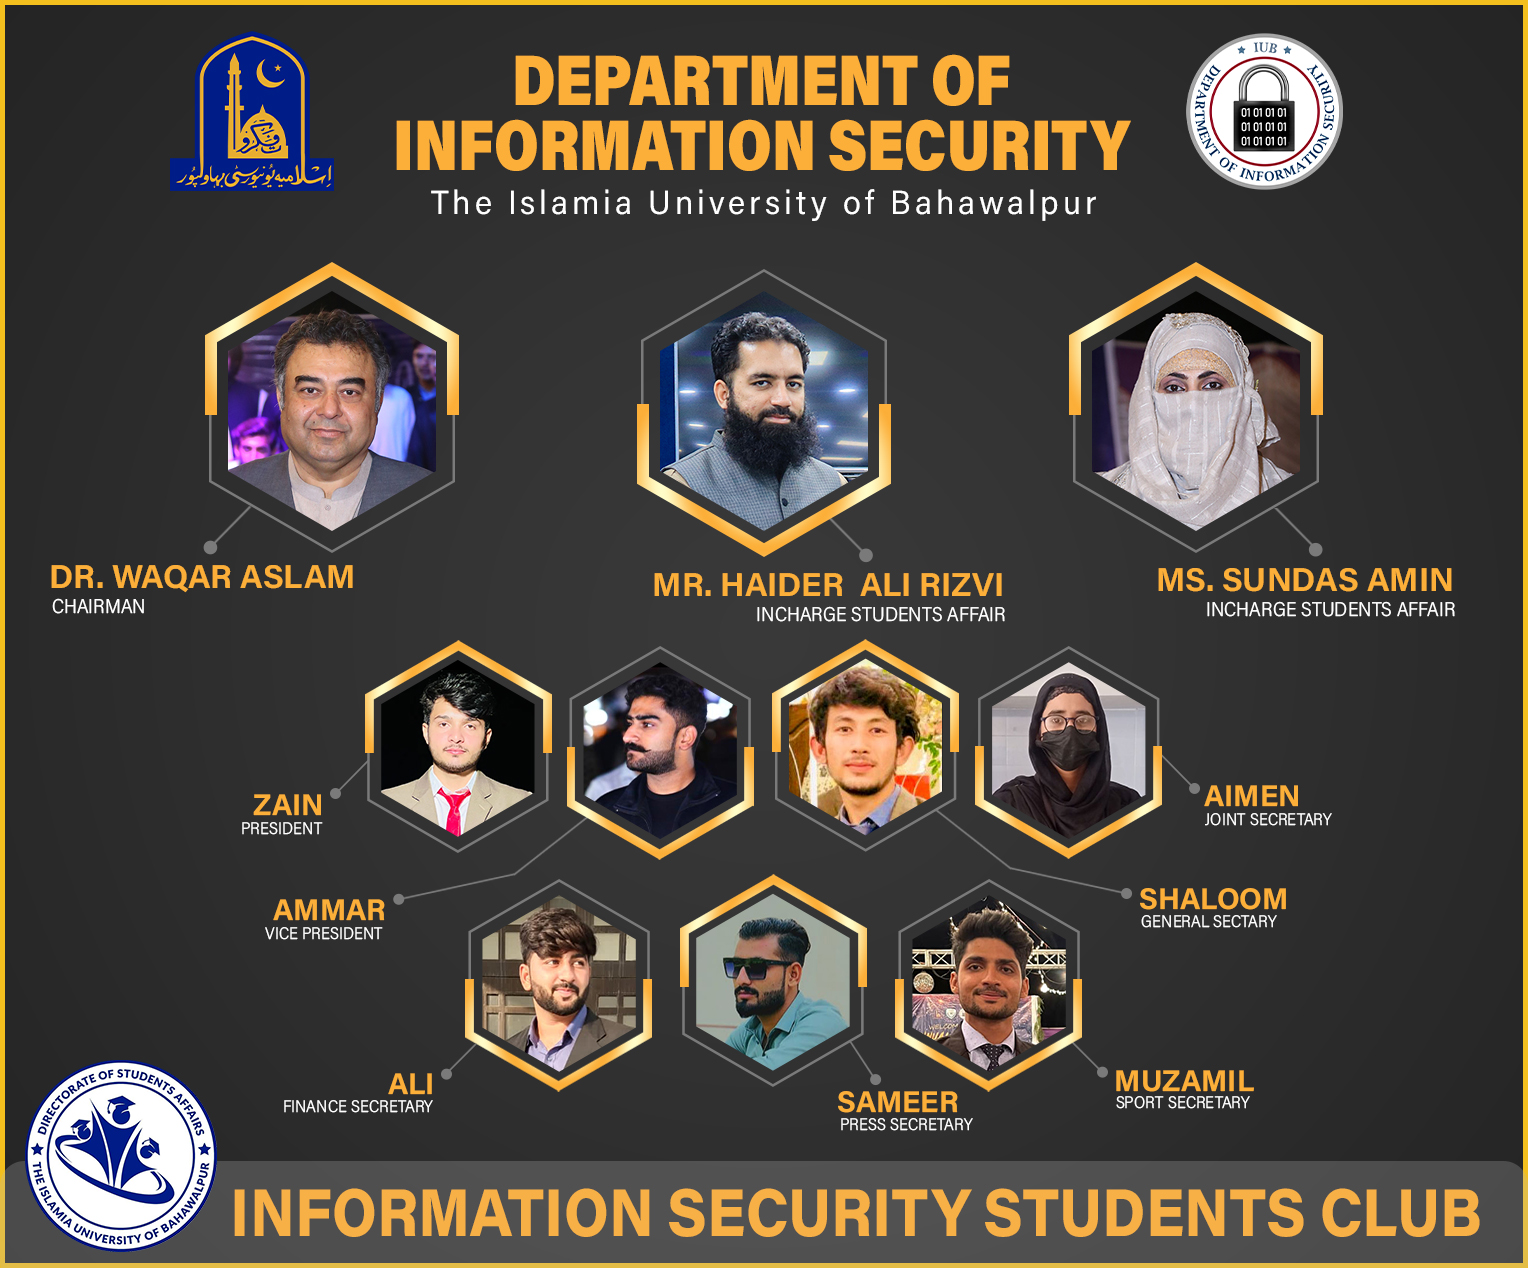 DEPARTMENT OF
INFORMATION SECURITY
The Islamia University of Bahawalpur
اسلامیہ یونیورسٹی بہاولپور
IUB
DEPARTMENT OF INFORMATION SECURITY
01 01 01 01
01 01 01 01
01 01 01 01
DR. WAQAR ASLAM
CHAIRMAN
MR. HAIDER ALI RIZVI
INCHARGE STUDENTS AFFAIR
MS. SUNDAS AMIN
INCHARGE STUDENTS AFFAIR
ZAIN
PRESIDENT
AIMEN
JOINT SECRETARY
AMMAR
VICE PRESIDENT
SHALOOM
GENERAL SECTARY
WELCOM
ALI
FINANCE SECRETARY
SAMEER
PRESS SECRETARY
MUZAMIL
SPORT SECRETARY
DIRECTORATE OF STUDENTS AFFAIRS
THE ISLAMIA UNIVERSITY OF BAHAWALPUR
INFORMATION SECURITY STUDENTS CLUB